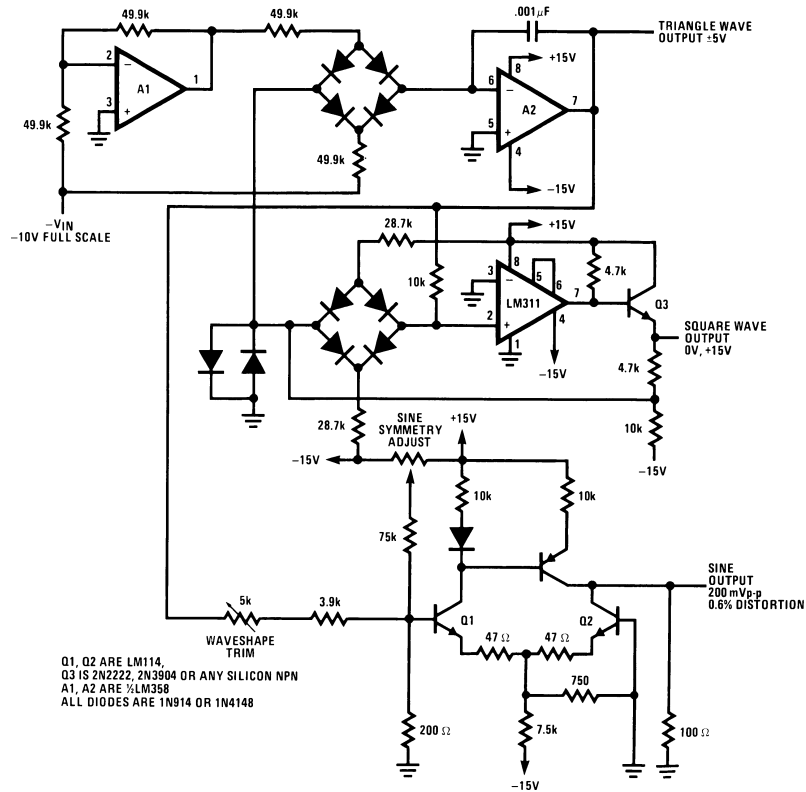 49.9k
49.9k
.001 μF
TRIANGLE WAVE
OUTPUT ±5V
2
−
A1
1
3
+
+15V
8
6
−
A2
7
5
+
4
−15V
49.9k
49.9k
−VIN
−10V FULL SCALE
28.7k
+15V
8
5
6
3
−
LM311
7
2
+
4
1
−15V
10k
4.7k
Q3
SQUARE WAVE
OUTPUT
0V, +15V
4.7k
10k
−15V
28.7k
SINE
SYMMETRY
ADJUST
+15V
−15V
10k
10k
75k
SINE
OUTPUT
200 mVp-p
0.6% DISTORTION
5k
3.9k
Q1
Q2
WAVESHAPE
TRIM
47 Ω
47 Ω
Q1, Q2 ARE LM114,
Q3 IS 2N2222, 2N3904 OR ANY SILICON NPN
A1, A2 ARE ½LM358
ALL DIODES ARE 1N914 OR 1N4148
750
200 Ω
7.5k
100 Ω
−15V